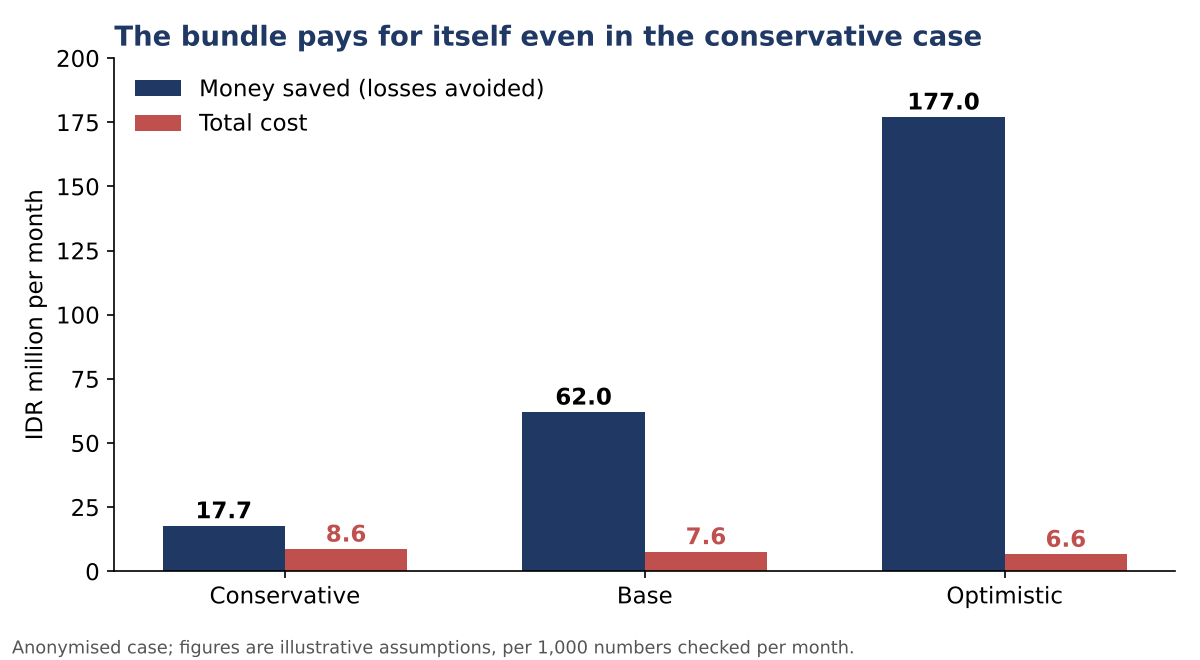 The bundle pays for itself even in the conservative case
Money saved (losses avoided)
Total cost
IDR million per month
200
175
150
125
100
75
50
25
0
17.7
8.6
62.0
7.6
177.0
6.6
Conservative
Base
Optimistic
Anonymised case; figures are illustrative assumptions, per 1,000 numbers checked per month.